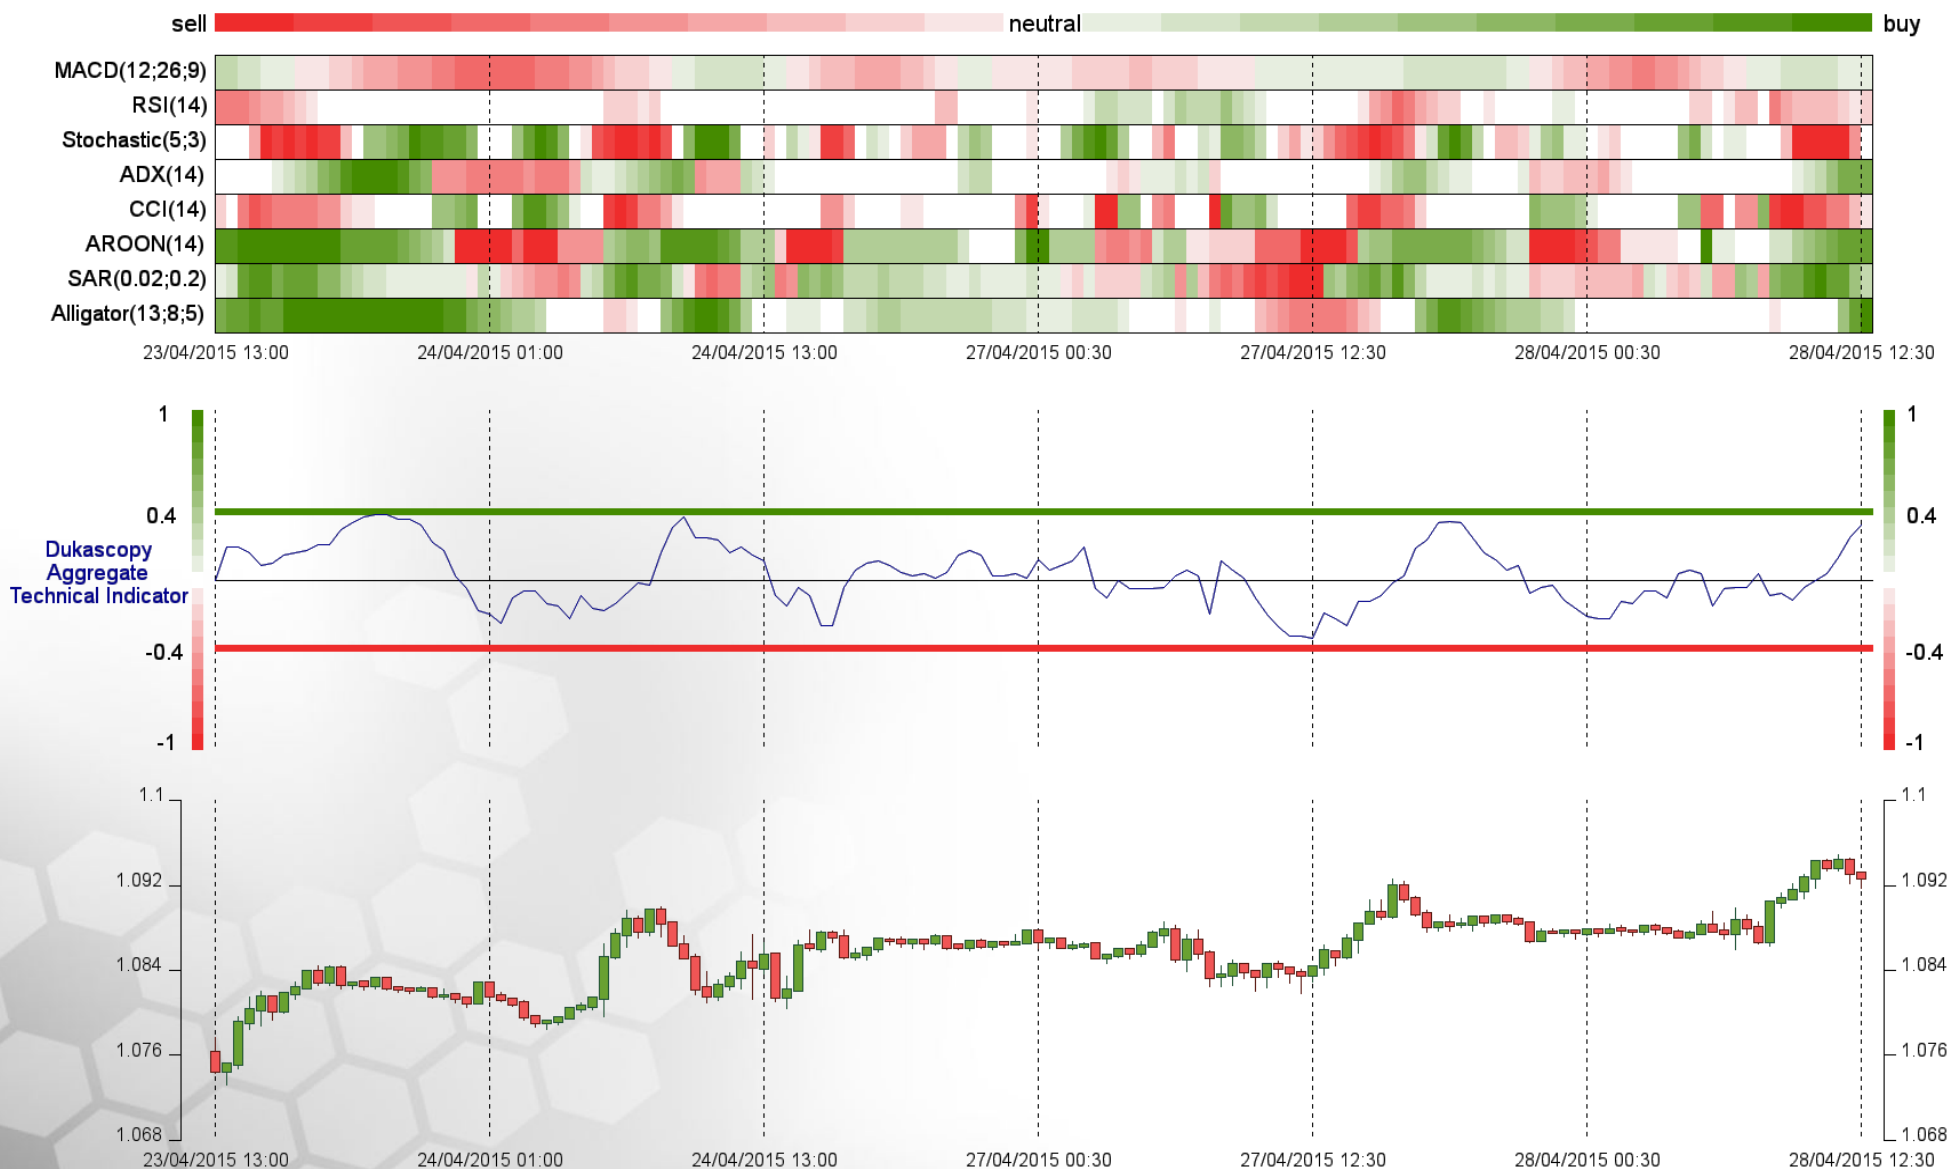 sell neutral buy
MACD(12;26;9)
RSI(14)
Stochastic(5;3)
ADX(14)
CCI(14)
AROON(14)
SAR(0.02;0.2)
Alligator(13;8;5)
23/04/2015 13:00 24/04/2015 01:00 24/04/2015 13:00 27/04/2015 00:30 27/04/2015 12:30 28/04/2015 00:30 28/04/2015 12:30
1 1
0.4 0.4
Dukascopy
Aggregate
Technical Indicator
-0.4 -0.4
-1 -1
1.1 1.1
1.092 1.092
1.084 1.084
1.076 1.076
1.068 1.068
23/04/2015 13:00 24/04/2015 01:00 24/04/2015 13:00 27/04/2015 00:30 27/04/2015 12:30 28/04/2015 00:30 28/04/2015 12:30